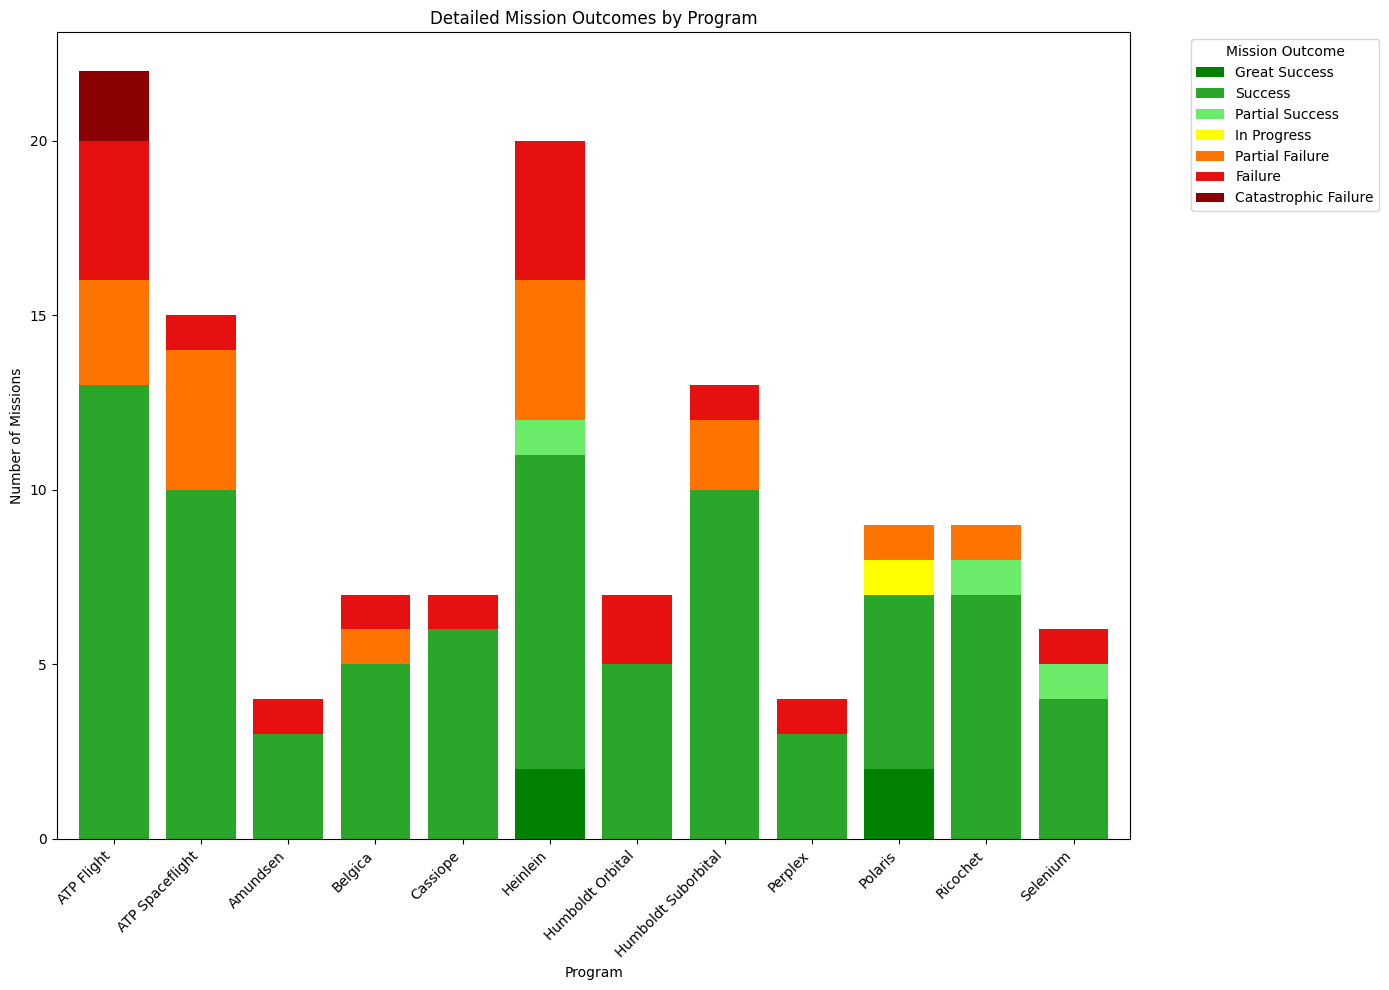 Detailed Mission Outcomes by Program
Mission Outcome
Great Success
Success
Partial Success
In Progress
Partial Failure
Failure
Catastrophic Failure
Number of Missions
20
15
10
5
0
ATP Flight
ATP Spaceflight
Amundsen
Belgica
Cassiope
Heinlein
Humboldt Orbital
Humboldt Suborbital
Perplex
Polaris
Ricochet
Selenium
Program